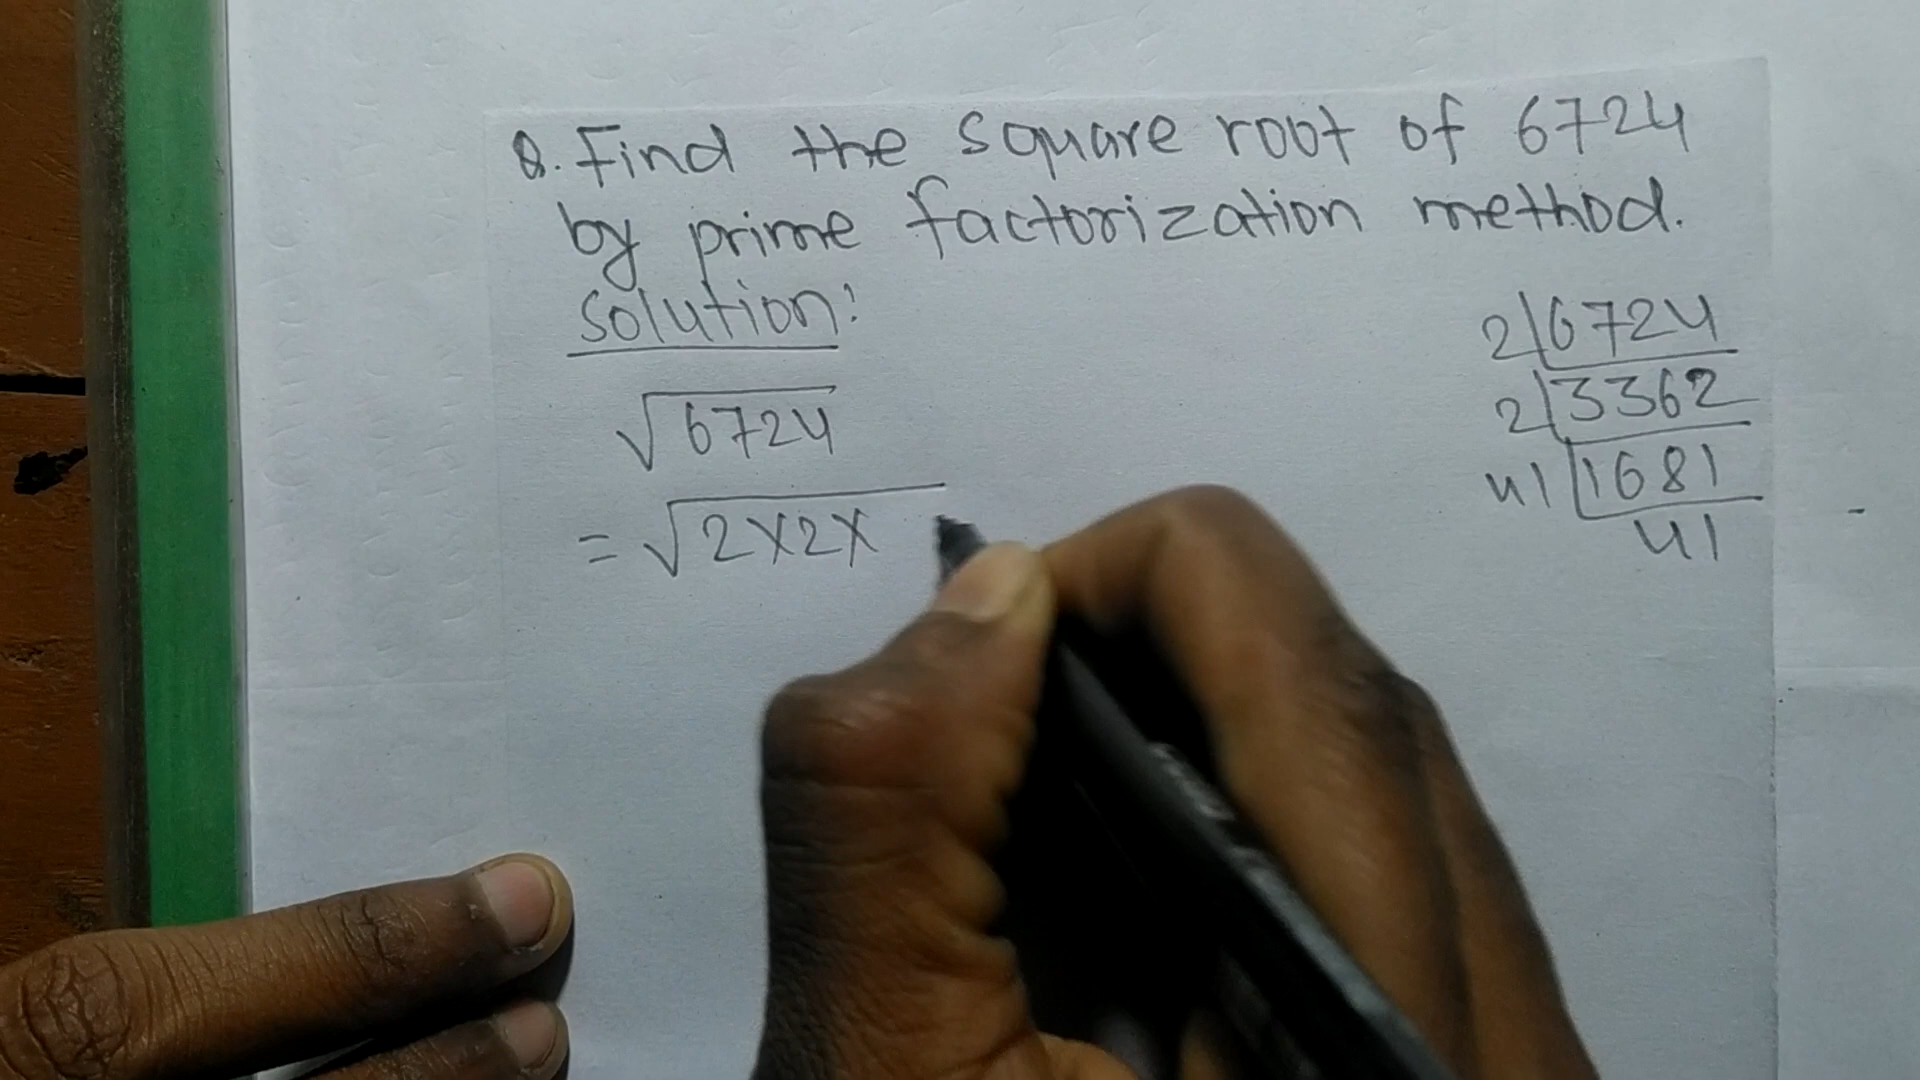 Q. Find the square root of 6724
by prime factorization method.
solution:
√6724
= √2×2×
2|6724
2|3362
41|1681
41